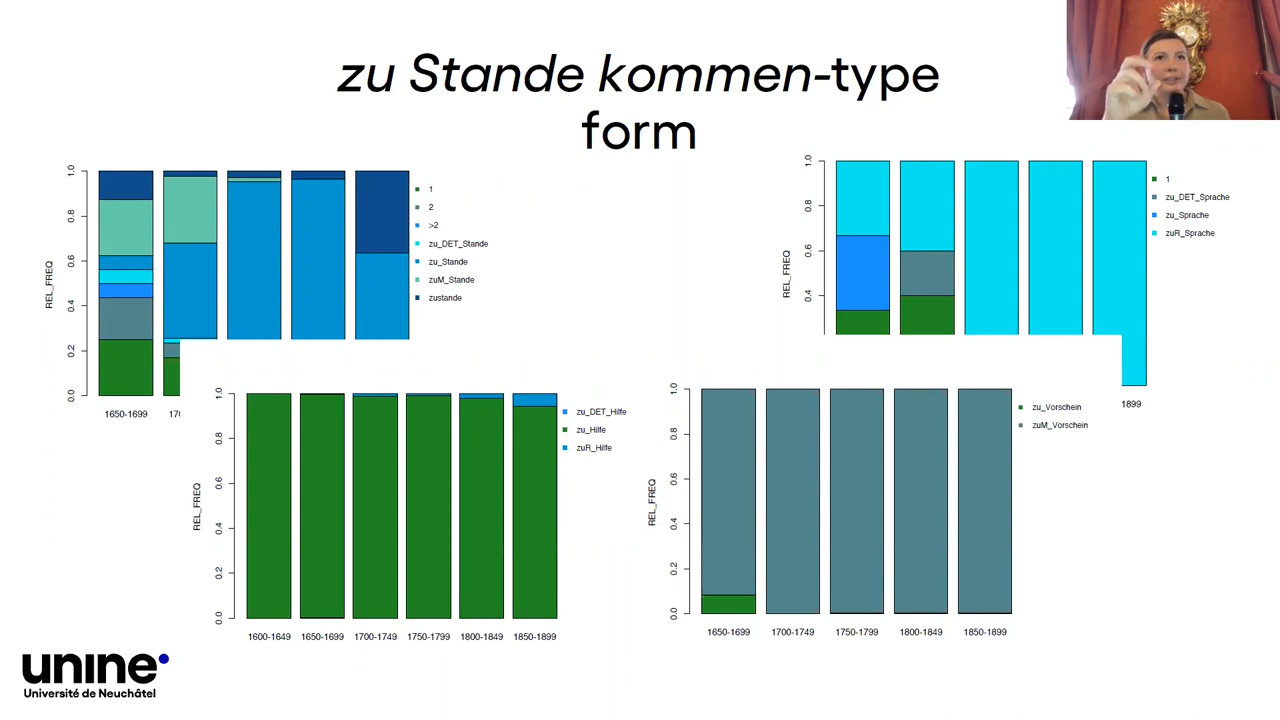 zu Stande kommen-type
form
REL_FREQ
0.0
0.2
0.4
0.6
0.8
1.0
1650-1699
170
1
2
>2
zu_DET_Stande
zu_Stande
zuM_Stande
zustande
REL_FREQ
0.4
0.6
0.8
1.0
1899
1
zu_DET_Sprache
zu_Sprache
zuR_Sprache
REL_FREQ
0.0
0.2
0.4
0.6
0.8
1.0
1600-1649 1650-1699 1700-1749 1750-1799 1800-1849 1850-1899
zu_DET_Hilfe
zu_Hilfe
zuR_Hilfe
REL_FREQ
0.0
0.2
0.4
0.6
0.8
1.0
1650-1699 1700-1749 1750-1799 1800-1849 1850-1899
zu_Vorschein
zuM_Vorschein
unine
Université de Neuchâtel